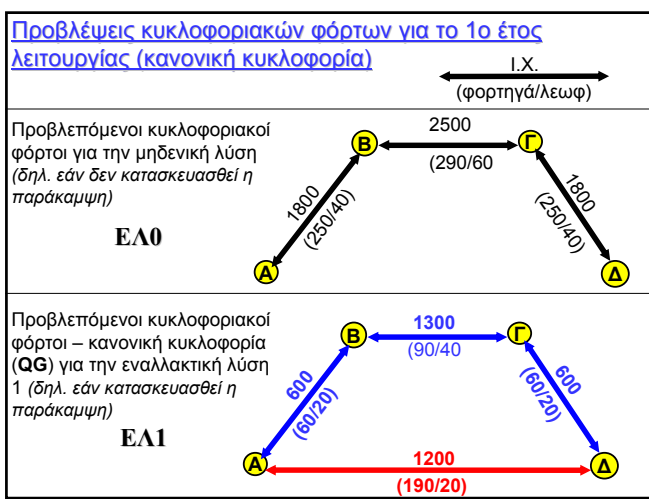 Προβλέψεις κυκλοφοριακών φόρτων για το 1ο έτος
λειτουργίας (κανονική κυκλοφορία)
Ι.Χ.
(φορτηγά/λεωφ)
Προβλεπόμενοι κυκλοφοριακοί
φόρτοι για την μηδενική λύση
(δηλ. εάν δεν κατασκευασθεί η
παράκαμψη)
ΕΛ0
Β
2500
(290/60
Γ
1800
(250/40)
1800
(250/40)
Α
Δ
Προβλεπόμενοι κυκλοφοριακοί
φόρτοι – κανονική κυκλοφορία
(QG) για την εναλλακτική λύση
1 (δηλ. εάν κατασκευασθεί η
παράκαμψη)
ΕΛ1
Β
1300
(90/40
Γ
600
(60/20)
600
(60/20)
Α
1200
(190/20)
Δ